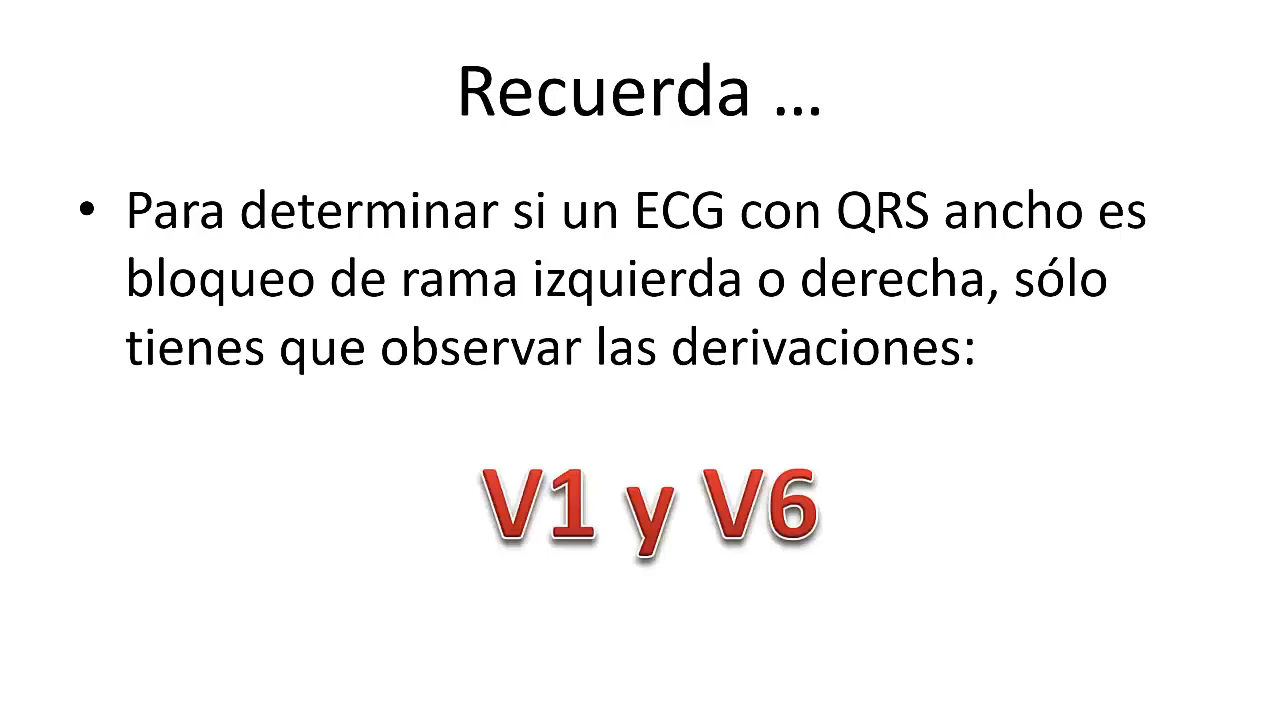 Recuerda ...
• Para determinar si un ECG con QRS ancho es
bloqueo de rama izquierda o derecha, sólo
tienes que observar las derivaciones:
V1 y V6